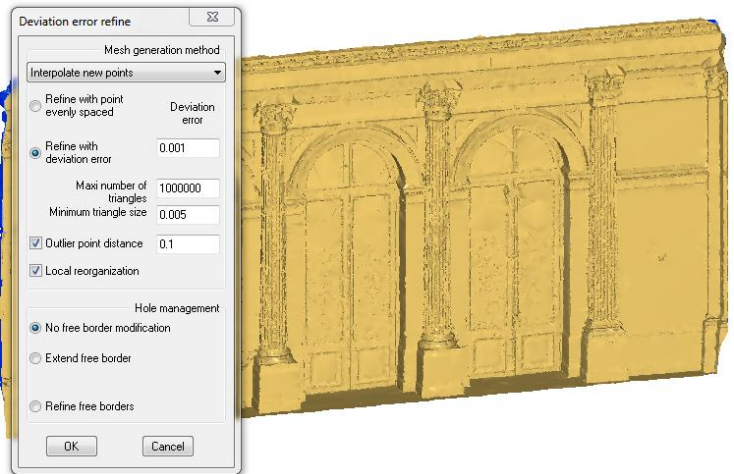 Deviation error refine
Mesh generation method
Interpolate new points
Refine with point
evenly spaced
Deviation
error
Refine with
deviation error
0.001
Maxi number of
triangles
1000000
Minimum triangle size
0.005
Outlier point distance
0.1
Local reorganization
Hole management
No free border modification
Extend free border
Refine free borders
OK
Cancel